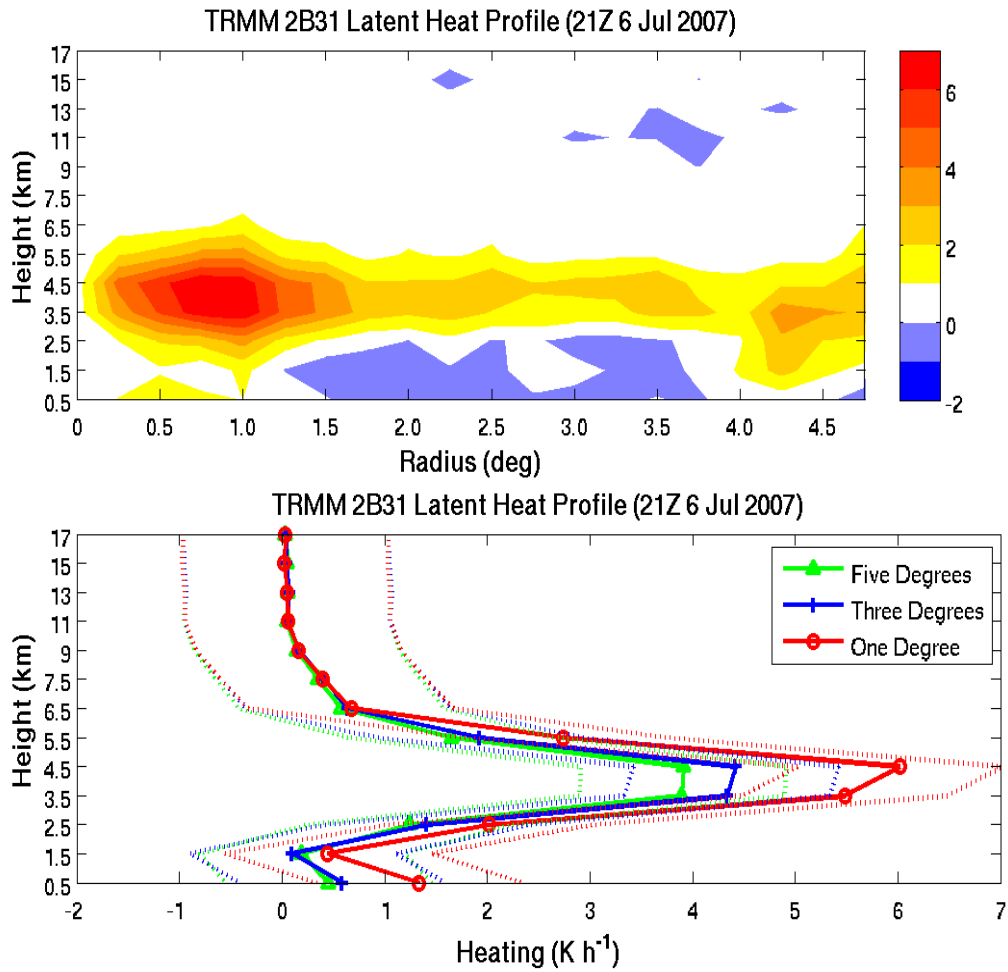 TRMM 2B31 Latent Heat Profile (21Z 6 Jul 2007)
Height (km)
17
15
13
11
9
7.5
6.5
5.5
4.5
3.5
2.5
1.5
0.5
0 0.5 1.0 1.5 2.0 2.5 3.0 3.5 4.0 4.5
Radius (deg)
6
4
2
0
-2
TRMM 2B31 Latent Heat Profile (21Z 6 Jul 2007)
Height (km)
17
15
13
11
9
7.5
6.5
5.5
4.5
3.5
2.5
1.5
0.5
Five Degrees
Three Degrees
One Degree
-2 -1 0 1 2 3 4 5 6 7
Heating (K h⁻¹)